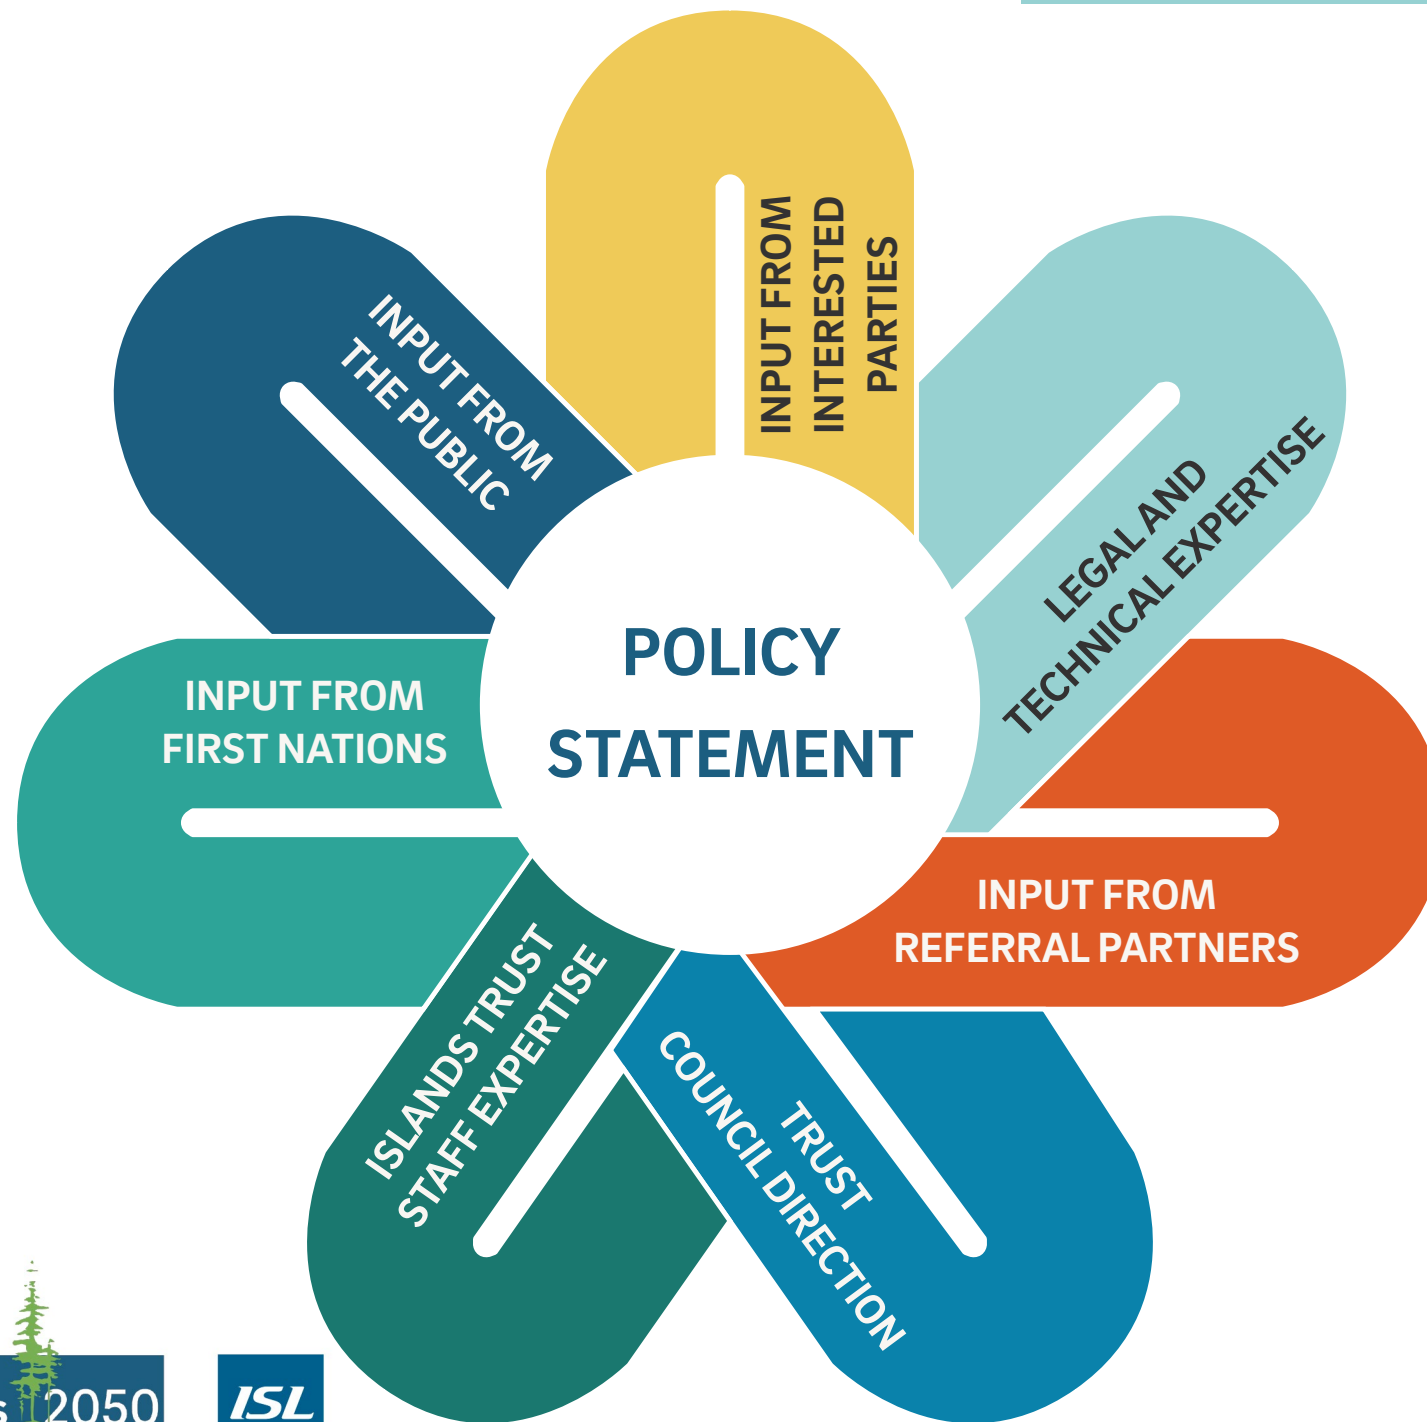 INPUT FROM
INTERESTED
PARTIES
INPUT FROM
THE PUBLIC
LEGAL AND
TECHNICAL EXPERTISE
POLICY
STATEMENT
INPUT FROM
FIRST NATIONS
INPUT FROM
REFERRAL PARTNERS
ISLANDS TRUST
STAFF EXPERTISE
TRUST
COUNCIL DIRECTION
2050
ISL